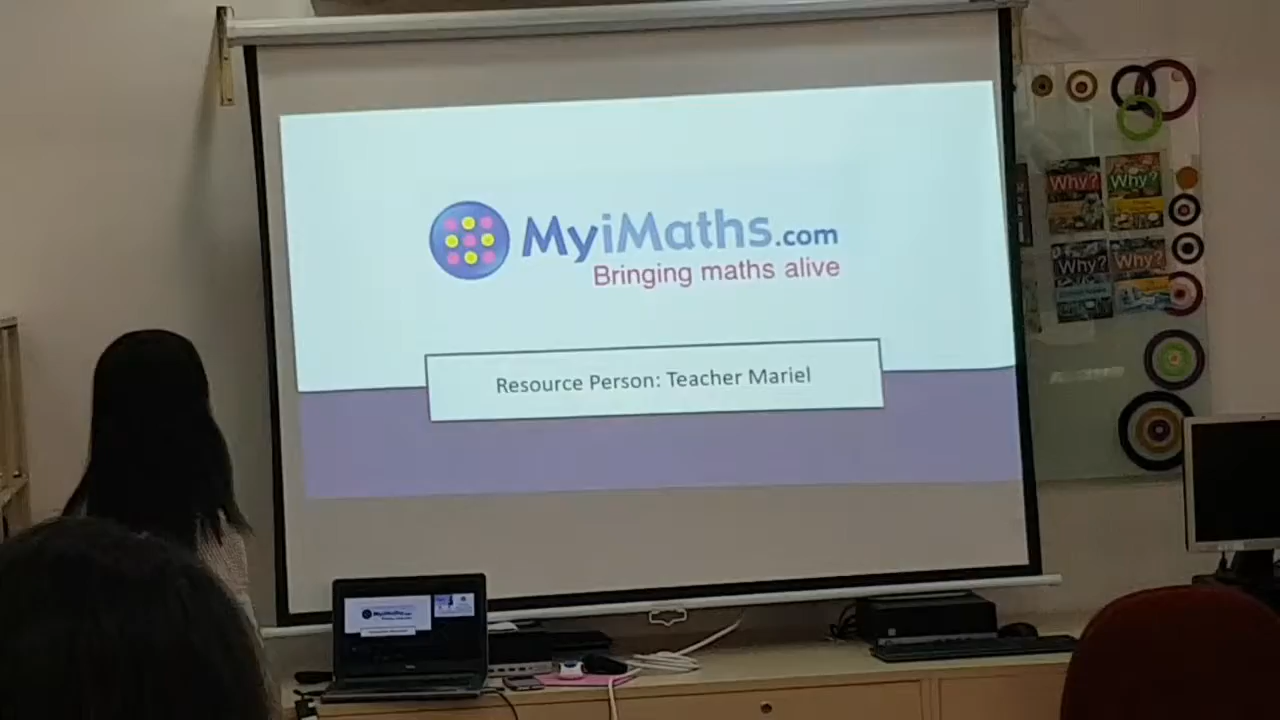 MyiMaths.com
Bringing maths alive
Resource Person: Teacher Mariel
Why?
Why?
Why?
Why?